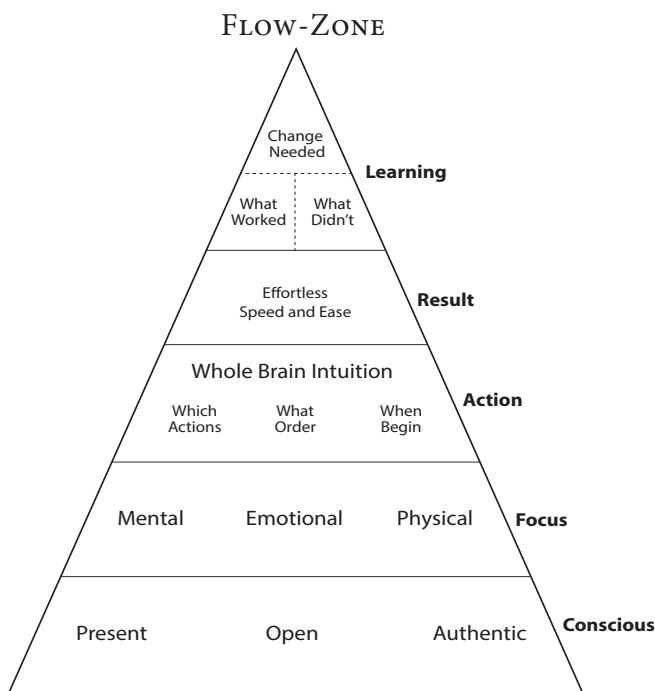 FLOW-ZONE
Change
Needed
Learning
What
Worked
What
Didn't
Effortless
Speed and Ease
Result
Whole Brain Intuition
Which
Actions
What
Order
When
Begin
Action
Mental Emotional Physical
Focus
Present Open Authentic
Conscious